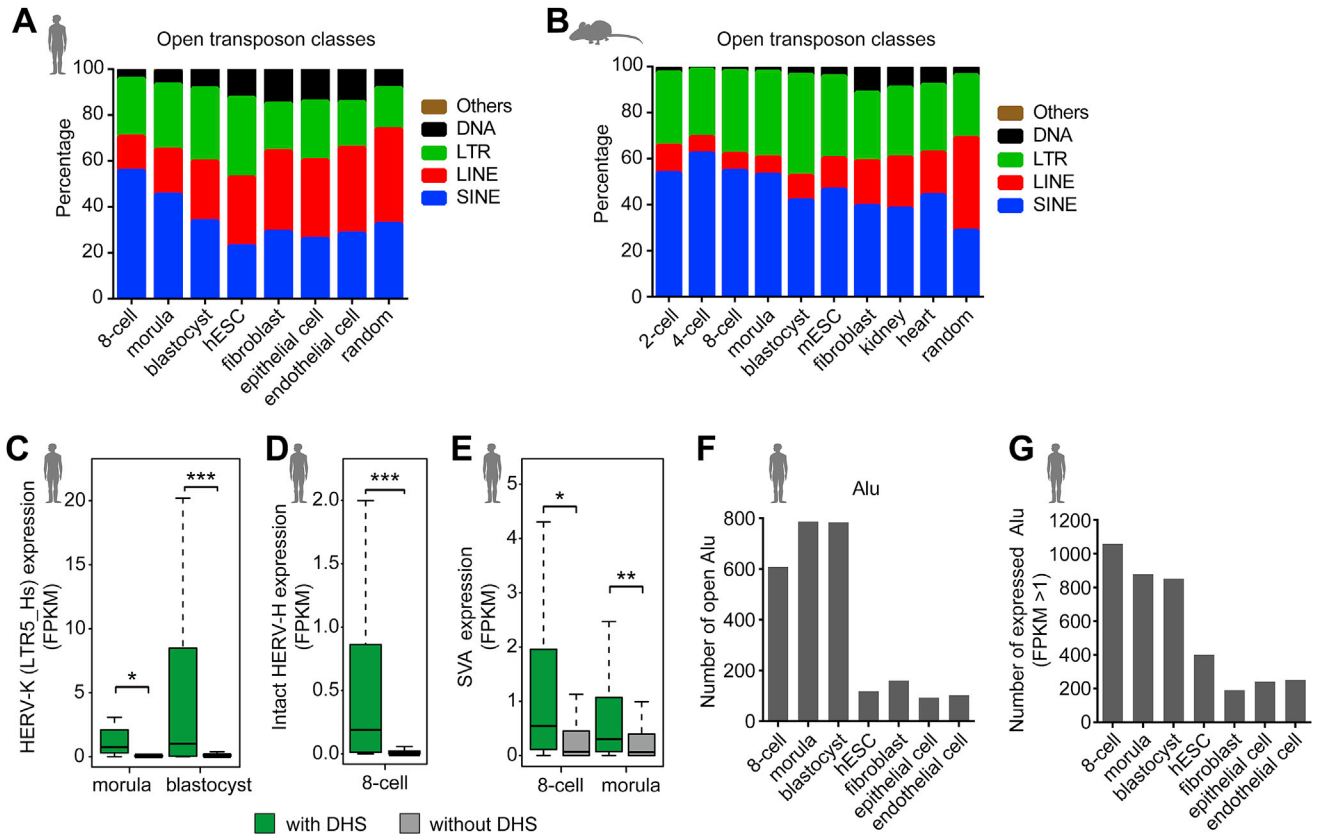 A
Open transposon classes
Percentage
100
80
60
40
20
0
8-cell
morula
blastocyst
hESC
fibroblast
epithelial cell
endothelial cell
random
Others
DNA
LTR
LINE
SINE
B
Open transposon classes
Percentage
100
80
60
40
20
0
2-cell
4-cell
8-cell
morula
blastocyst
mESC
fibroblast
kidney
heart
random
Others
DNA
LTR
LINE
SINE
C
HERV-K (LTR5_Hs) expression
(FPKM)
20
15
10
5
0
*
***
morula
blastocyst
D
Intact HERV-H expression
(FPKM)
2.0
1.5
1.0
0.5
0.0
***
8-cell
E
SVA expression
(FPKM)
5
4
3
2
1
0
*
**
8-cell
morula
with DHS
without DHS
F
Alu
Number of open Alu
800
600
400
200
0
8-cell
morula
blastocyst
hESC
fibroblast
epithelial cell
endothelial cell
G
Number of expressed Alu
(FPKM >1)
1200
1000
800
600
400
200
0
8-cell
morula
blastocyst
hESC
fibroblast
epithelial cell
endothelial cell